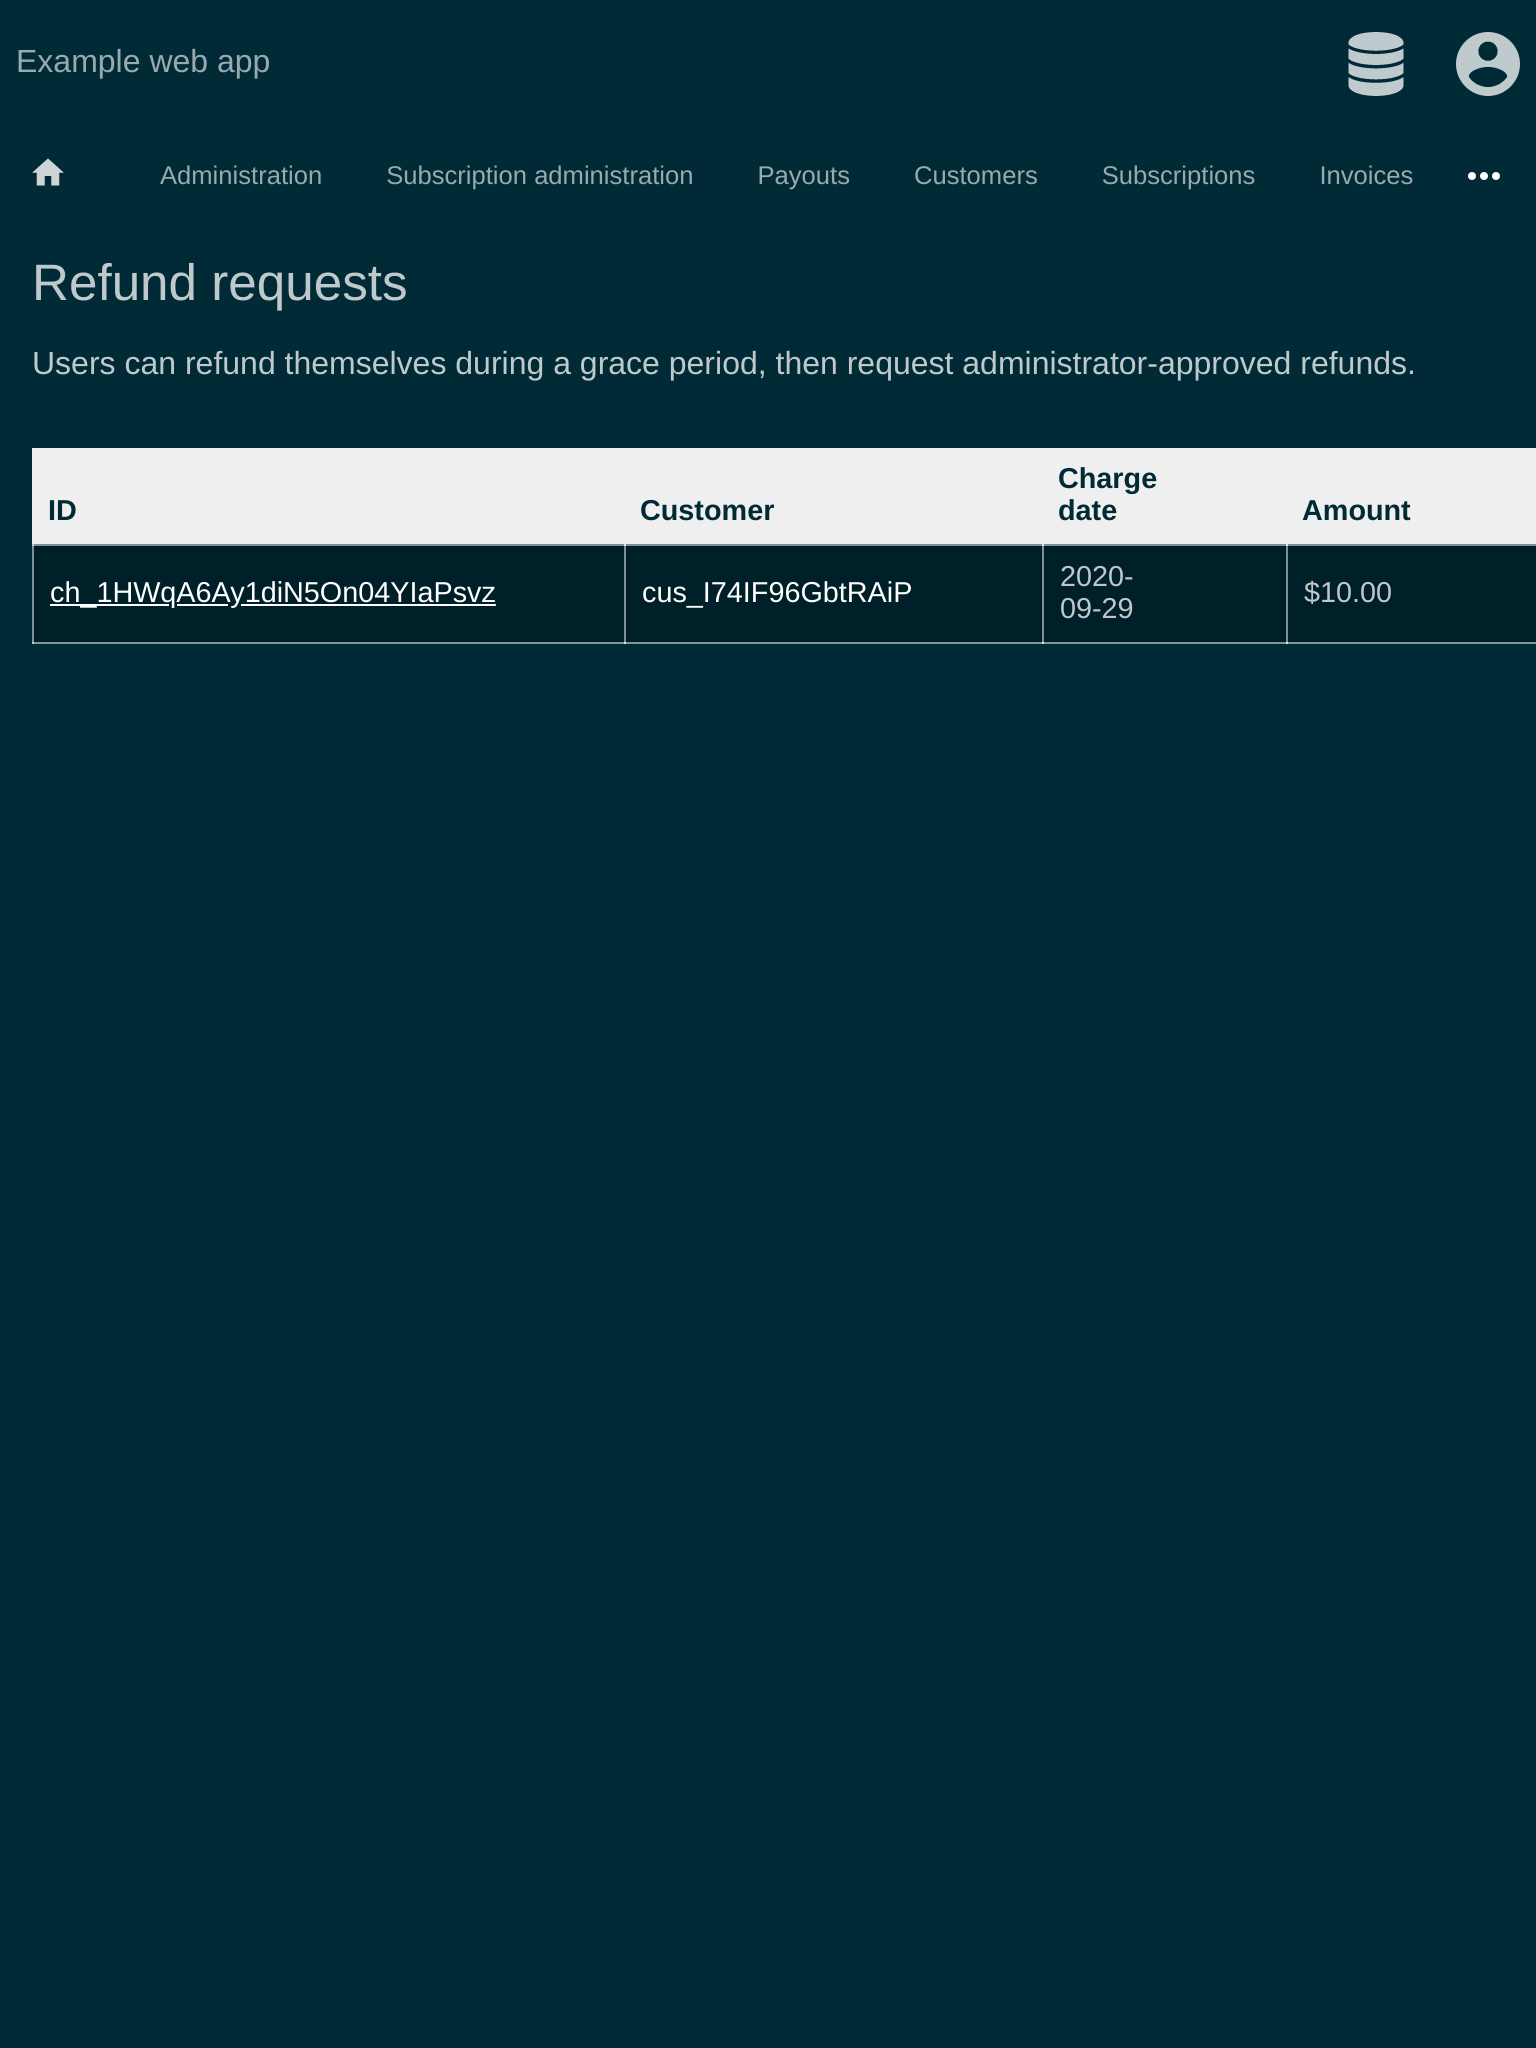 Example web app
Administration Subscription administration Payouts Customers Subscriptions Invoices
Refund requests
Users can refund themselves during a grace period, then request administrator-approved refunds.
ID Customer Charge date Amount
ch_1HWqA6Ay1diN5On04YIaPsvz cus_I74IF96GbtRAiP 2020-09-29 $10.00